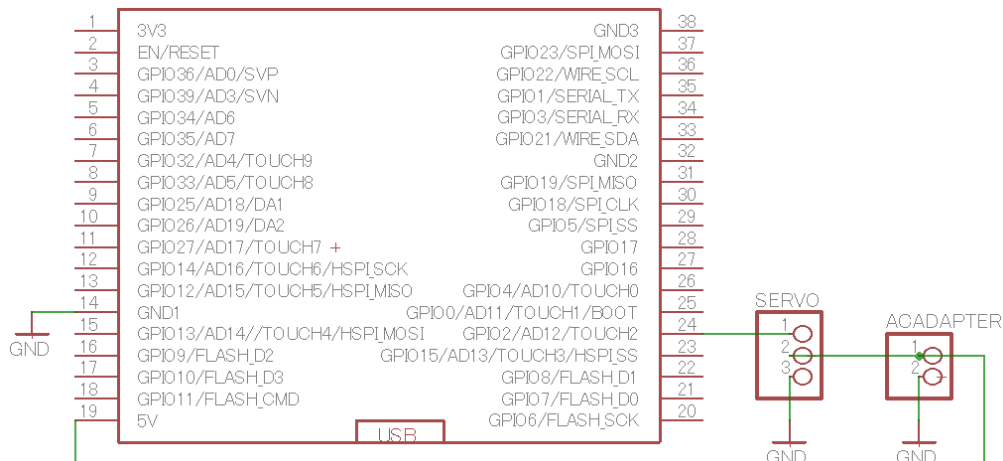 1 3V3 GND3 38
2 EN/RESET GPIO23/SPI_MOSI 37
3 GPIO36/AD0/SVP GPIO22/WIRE_SCL 36
4 GPIO39/AD3/SVN GPIO1/SERIAL_TX 35
5 GPIO34/AD6 GPIO3/SERIAL_RX 34
6 GPIO35/AD7 GPIO21/WIRE_SDA 33
7 GPIO32/AD4/TOUCH9 GND2 32
8 GPIO33/AD5/TOUCH8 GPIO19/SPI_MISO 31
9 GPIO25/AD18/DA1 GPIO18/SPI_CLK 30
10 GPIO26/AD19/DA2 GPIO5/SPI_SS 29
11 GPIO27/AD17/TOUCH7 GPIO17 28
12 GPIO14/AD16/TOUCH6/HSPI_SCK GPIO16 27
13 GPIO12/AD15/TOUCH5/HSPI_MISO GPIO4/AD10/TOUCH0 26
14 GND1 GPIO0/AD11/TOUCH1/BOOT 25
15 GPIO13/AD14//TOUCH4/HSPI_MOSI GPIO2/AD12/TOUCH2 24
16 GPIO9/FLASH_D2 GPIO15/AD13/TOUCH3/HSPI_SS 23
17 GPIO10/FLASH_D3 GPIO8/FLASH_D1 22
18 GPIO11/FLASH_CMD GPIO7/FLASH_D0 21
19 5V GPIO6/FLASH_SCK 20
USB
GND
SERVO
1
2
3
GND
ACADAPTER
1
2
GND